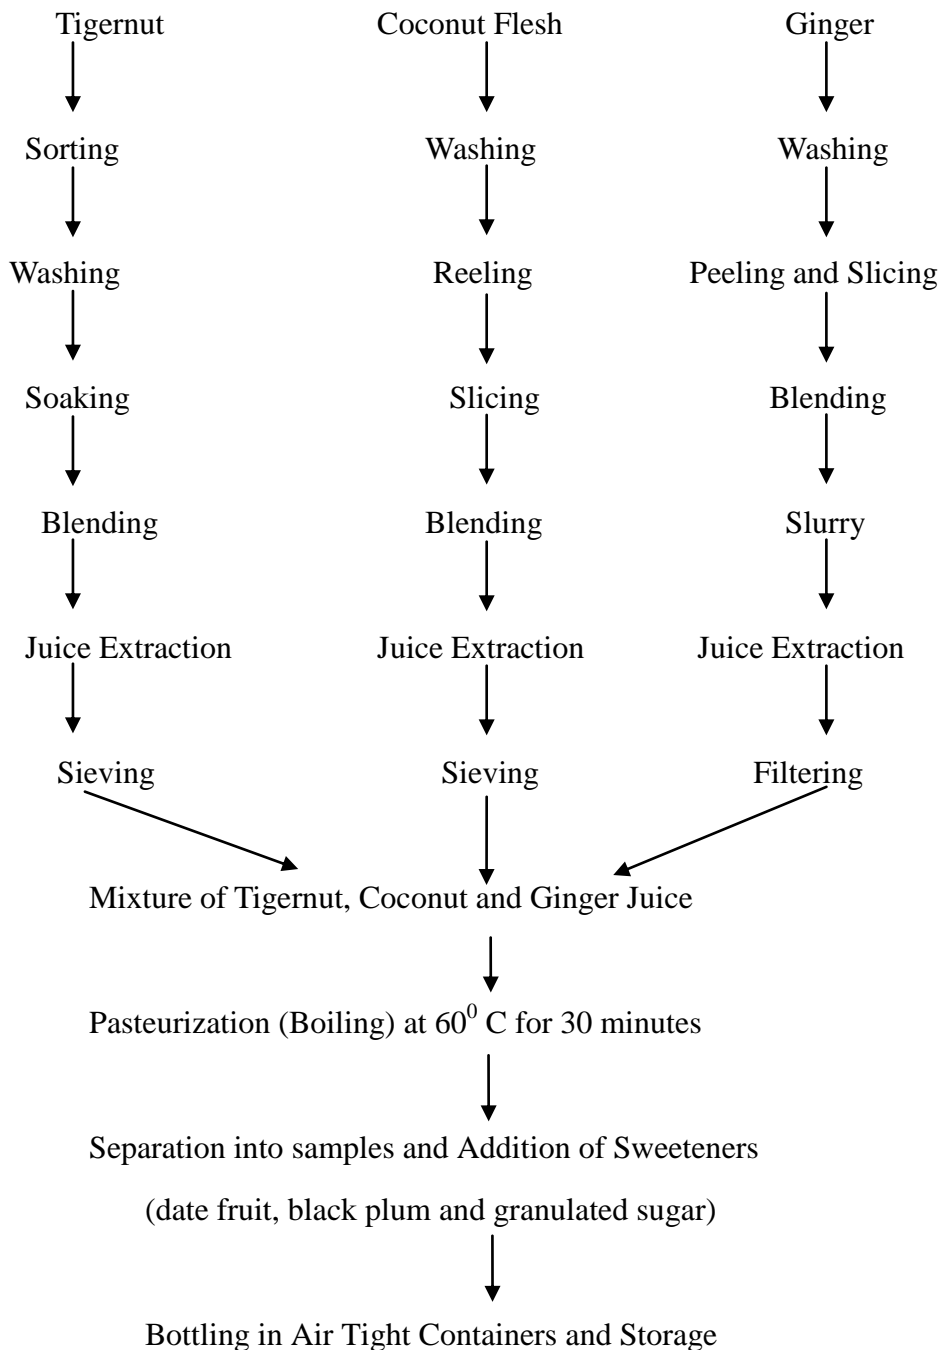 Tigernut Coconut Flesh Ginger
Sorting Washing Washing
Washing Reeling Peeling and Slicing
Soaking Slicing Blending
Blending Blending Slurry
Juice Extraction Juice Extraction Juice Extraction
Sieving Sieving Filtering
Mixture of Tigernut, Coconut and Ginger Juice
Pasteurization (Boiling) at 60⁰ C for 30 minutes
Separation into samples and Addition of Sweeteners
(date fruit, black plum and granulated sugar)
Bottling in Air Tight Containers and Storage